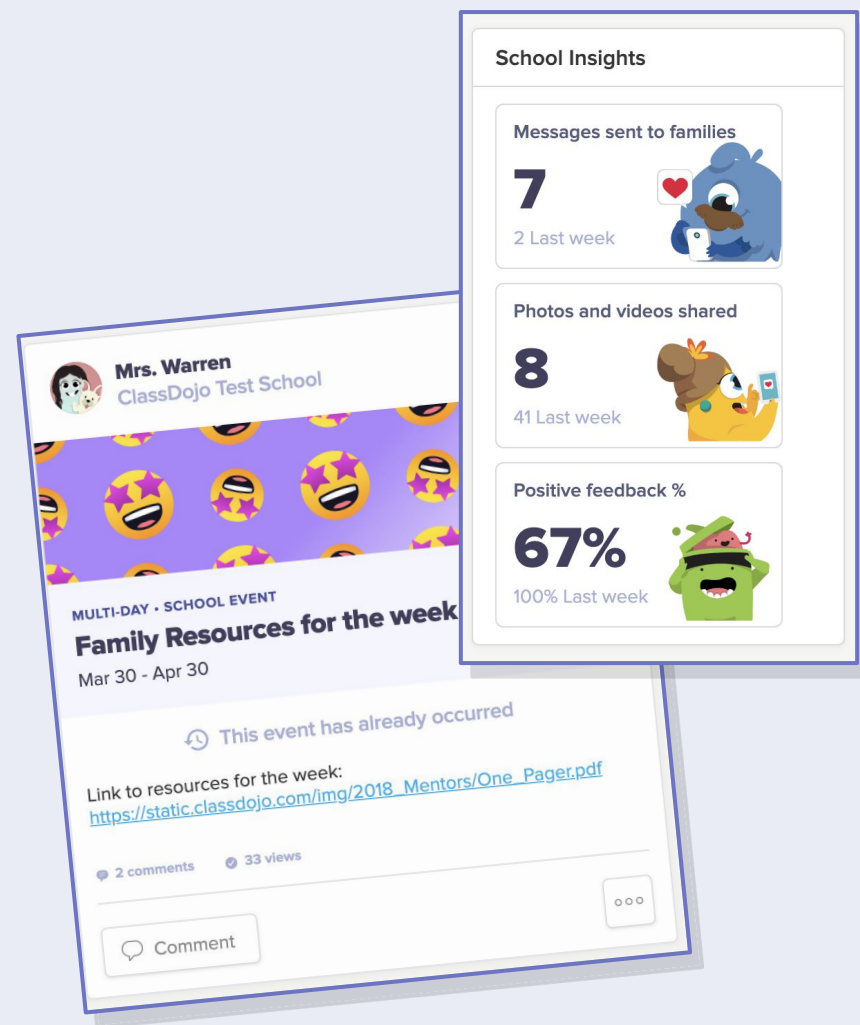 School Insights
Messages sent to families
7
2 Last week
Photos and videos shared
8
41 Last week
Positive feedback %
67%
100% Last week
Mrs. Warren
ClassDojo Test School
MULTI-DAY • SCHOOL EVENT
Family Resources for the week
Mar 30 - Apr 30
This event has already occurred
Link to resources for the week:
https://static.classdojo.com/img/2018_Mentors/One_Pager.pdf
2 comments 33 views
Comment